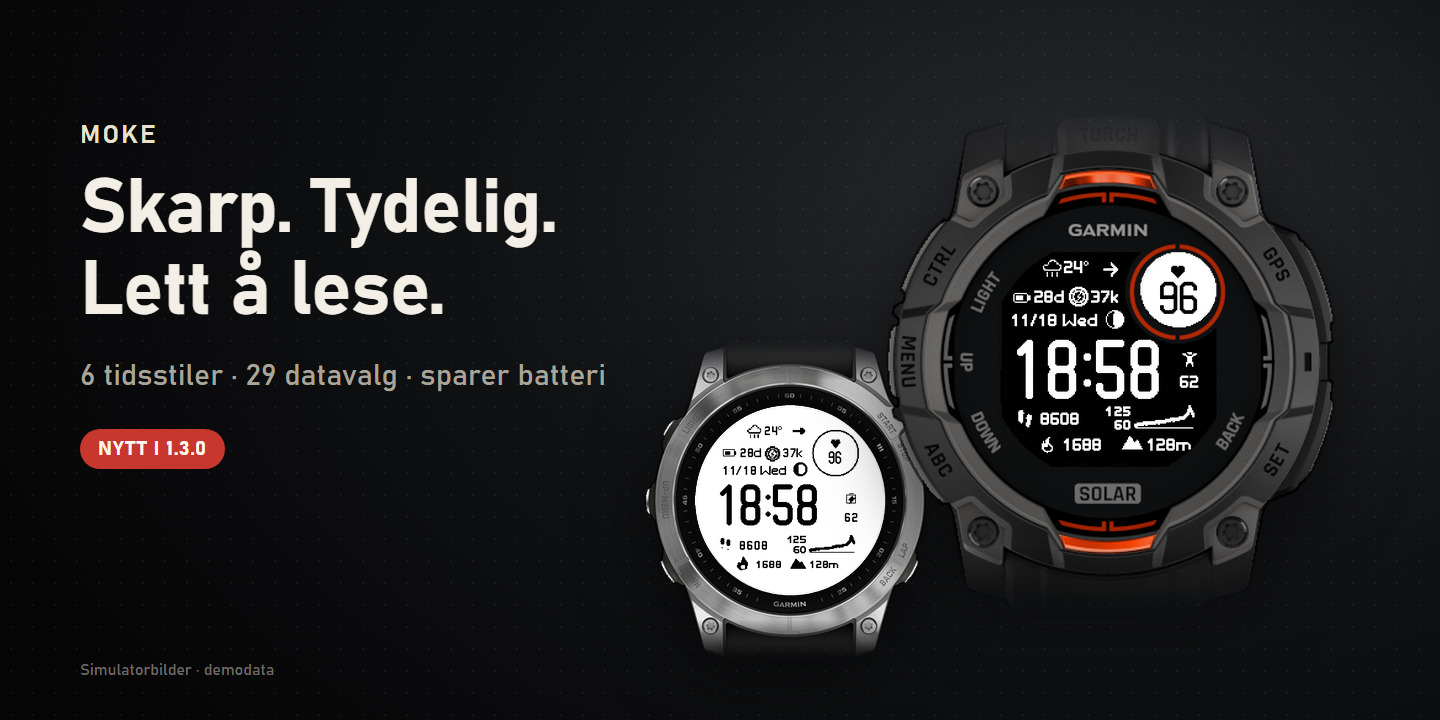 MOKE
Skarp. Tydelig.
Lett å lese.
6 tidsstiler · 29 datavalg · sparer batteri
NYTT I 1.3.0
Simulatorbilder · demodata
TORCH
GARMIN
CTRL
GPS
LIGHT
24°
96
28d 37k
11/18 Wed
MENU
UP
18:58
62
8608 125
60
1688 128m
DOWN
BACK
ABC
SET
SOLAR
24°
96
28d 37k
11/18 Wed
18:58
62
8608 125
60
1688 128m
UP·MENU
START
BACK
LAP
GARMIN